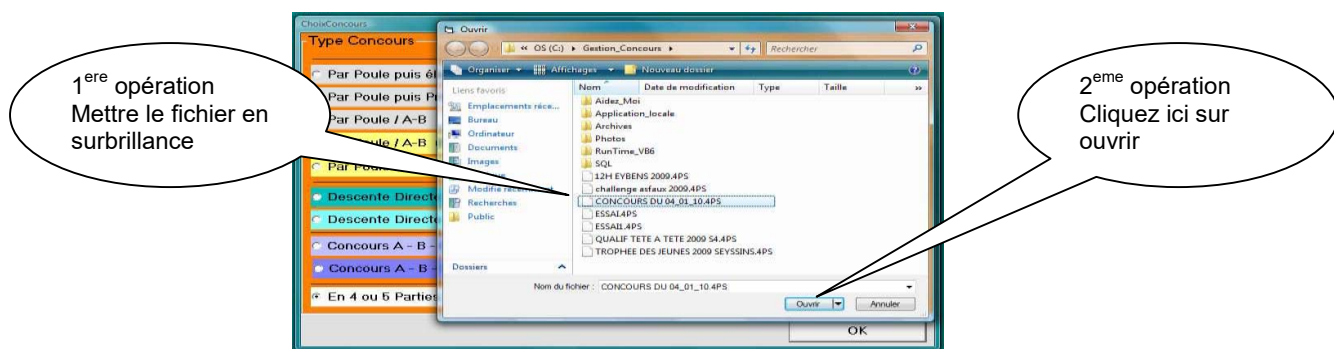 1ere opération
Mettre le fichier en
surbrillance
ChoixConcours
Type Concours
Par Poule puis él
Par Poule puis P
Par Poule / A-B
Poule / A-B
Par Poule
Descente Directe
Descente Directe
Concours A - B -
Concours A - B -
En 4 ou 5 Parties
OK
Ouvrir
« OS (C:) ▸ Gestion_Concours ▸
Rechercher
Organiser Affichages Nouveau dossier
Liens favoris
Emplacements réce...
Bureau
Ordinateur
Documents
Images
Modifié récemment
Recherches
Public
Dossiers
Nom Date de modification Type Taille »
Aidez_Moi
Application_locale
Archives
Photos
RunTime_VB6
SQL
12H EYBENS 2009.4PS
challenge asfaux 2009.4PS
CONCOURS DU 04_01_10.4PS
ESSAI.4PS
ESSAI1.4PS
QUALIF TETE A TETE 2009 S4.4PS
TROPHEE DES JEUNES 2009 SEYSSINS.4PS
Nom du fichier : CONCOURS DU 04_01_10.4PS
Ouvrir Annuler
2eme opération
Cliquez ici sur
ouvrir